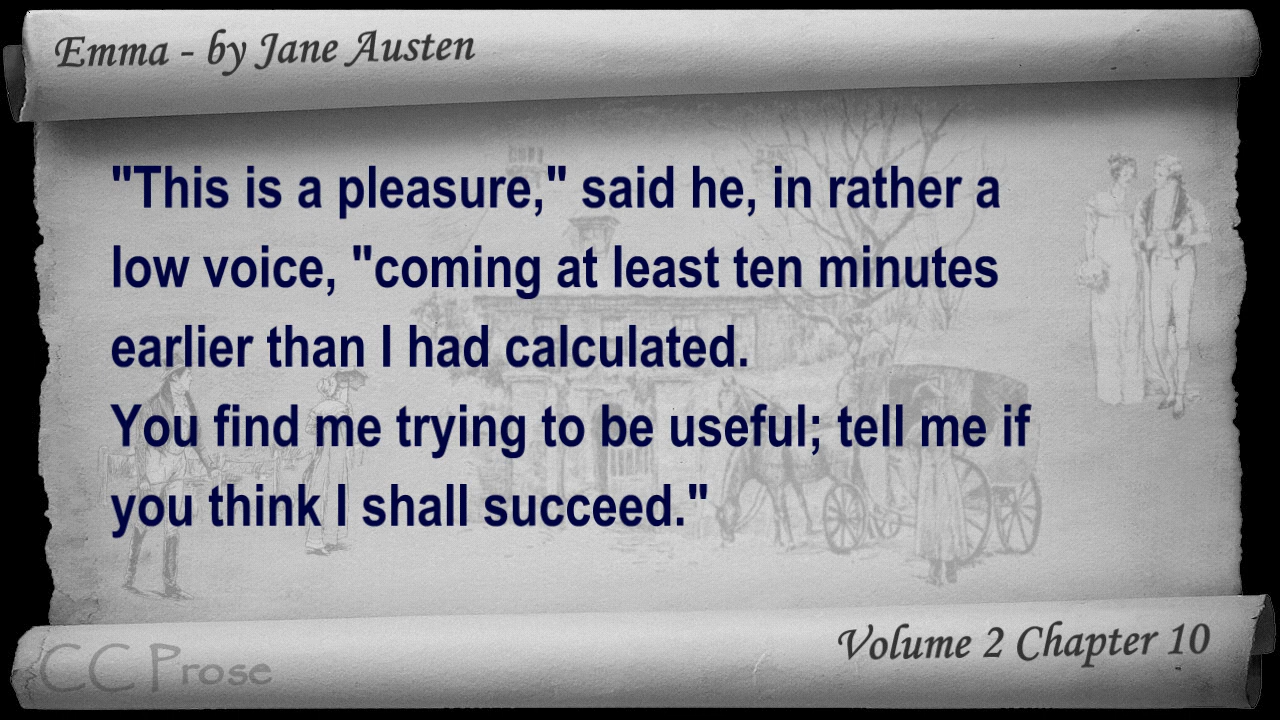 Emma - by Jane Austen
"This is a pleasure," said he, in rather a
low voice, "coming at least ten minutes
earlier than I had calculated.
You find me trying to be useful; tell me if
you think I shall succeed."
Volume 2 Chapter 10
CC Prose